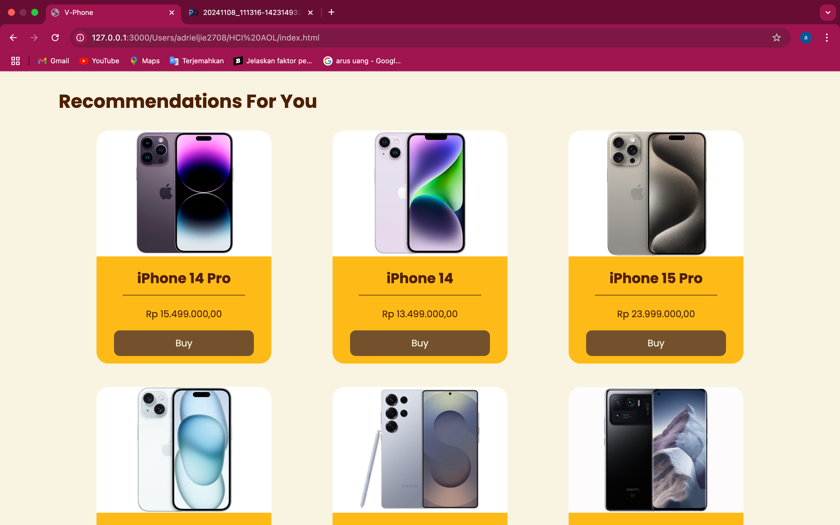 V-Phone
20241108_111316-14231493
127.0.0.1:3000/Users/adrieljie2708/HCI%20AOL/index.html
a
Gmail YouTube Maps Terjemahkan Jelaskan faktor pe... arus uang - Googl...
Recommendations For You
iPhone 14 Pro iPhone 14 iPhone 15 Pro
Rp 15.499.000,00 Rp 13.499.000,00 Rp 23.999.000,00
Buy Buy Buy